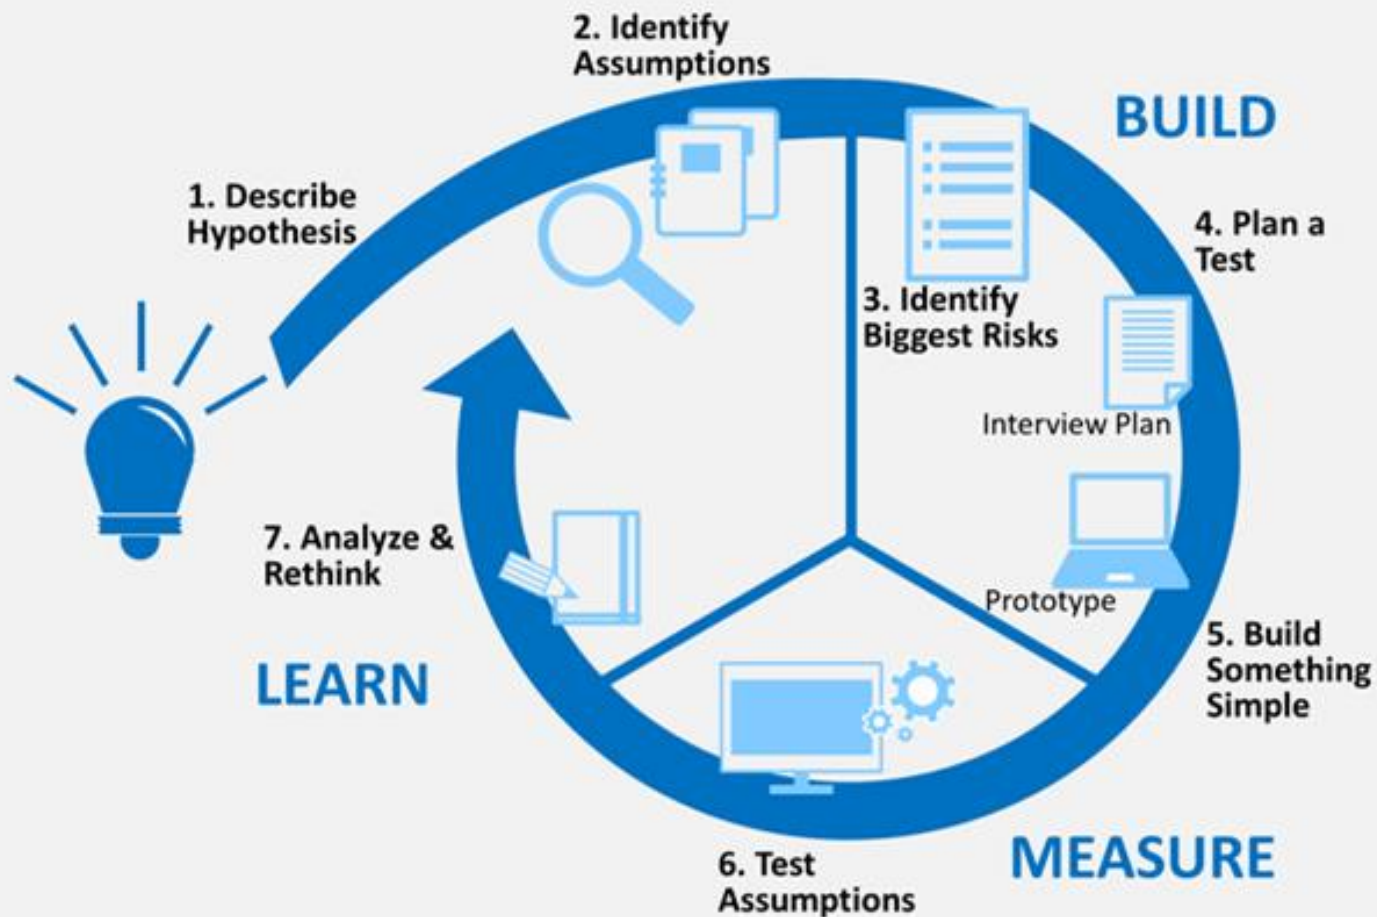 1. Describe
Hypothesis
2. Identify
Assumptions
BUILD
3. Identify
Biggest Risks
4. Plan a
Test
Interview Plan
Prototype
5. Build
Something
Simple
MEASURE
6. Test
Assumptions
7. Analyze &
Rethink
LEARN